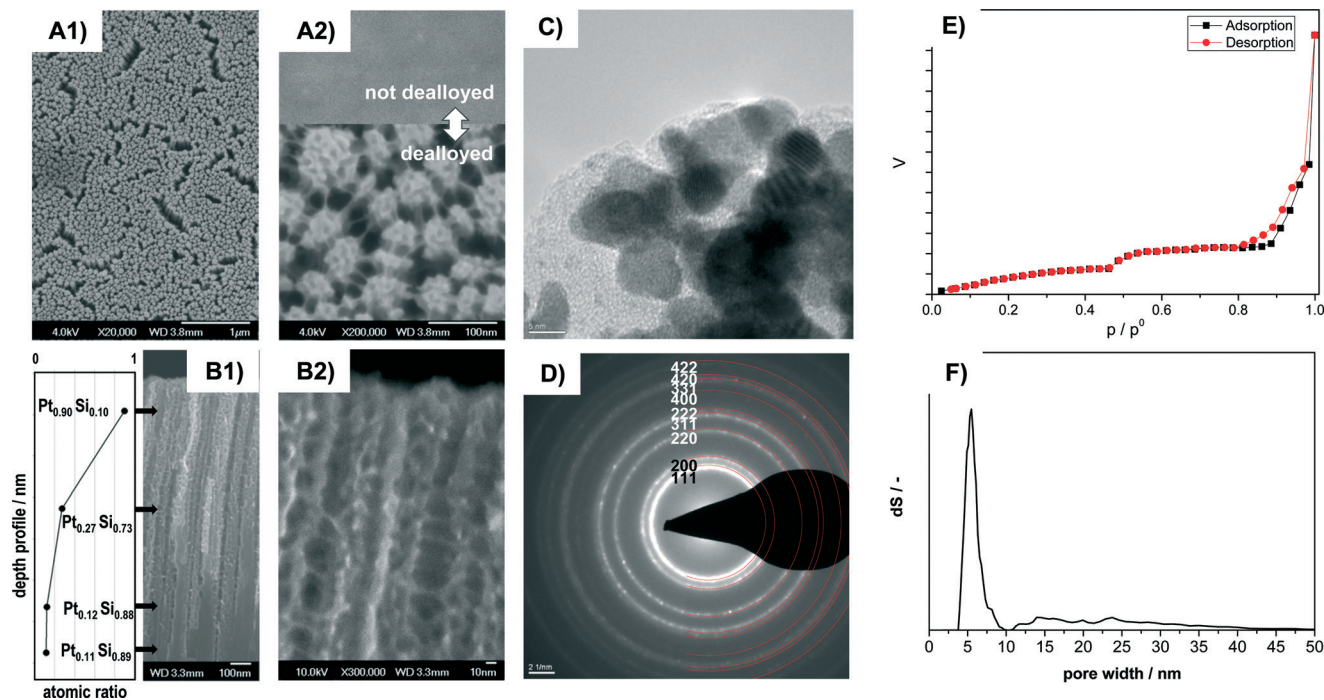 A1)
4.0kV X20,000 WD 3.8mm 1µm
A2)
not dealloyed
dealloyed
4.0kV X200,000 WD 3.8mm 100nm
C)
5 nm
E)
Adsorption
Desorption
V
0.0 0.2 0.4 0.6 0.8 1.0
p / p⁰
0 1
depth profile / nm
Pt₀.₉₀Si₀.₁₀
Pt₀.₂₇Si₀.₇₃
Pt₀.₁₂Si₀.₈₈
Pt₀.₁₁Si₀.₈₉
atomic ratio
B1)
WD 3.3mm 100nm
B2)
10.0kV X300,000 WD 3.3mm 10nm
D)
422
420
331
400
222
311
220
200
111
2 1/nm
F)
dS / -
0 5 10 15 20 25 30 35 40 45 50
pore width / nm